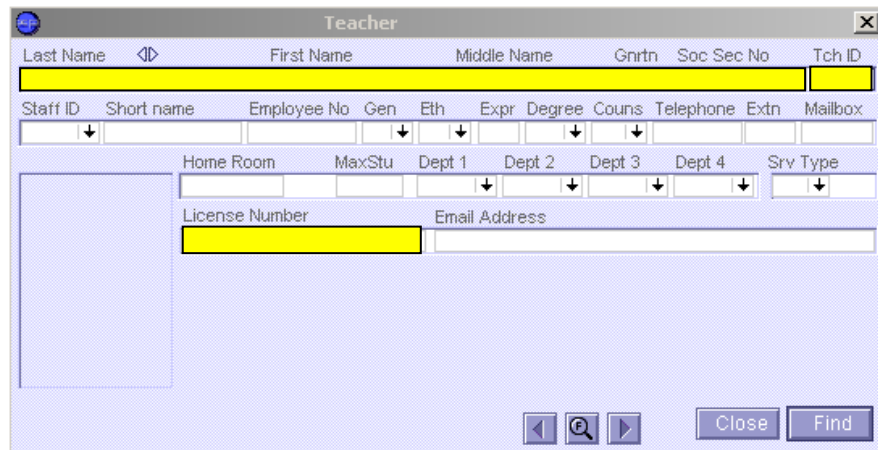 Teacher
Last Name First Name Middle Name Gnrtn Soc Sec No Tch ID
Staff ID Short name Employee No Gen Eth Expr Degree Couns Telephone Extn Mailbox
Home Room MaxStu Dept 1 Dept 2 Dept 3 Dept 4 Srv Type
License Number Email Address
Close Find